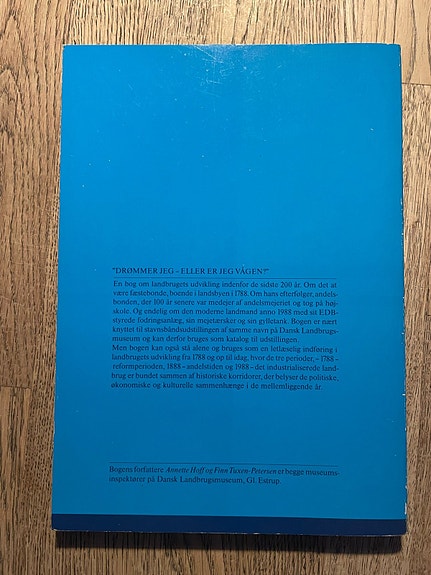 "DRØMMER JEG – ELLER ER JEG VÅGEN?"
En bog om landbrugets udvikling indenfor de sidste 200 år. Om det at
være fæstebonde, boende i landsbyen i 1788. Om hans efterfølger, andels-
bonden, der 100 år senere var medejer af andelsmejeriet og tog på høj-
skole. Og endelig om den moderne landmand anno 1988 med sit EDB-
styrede fodringsanlæg, sin mejetærsker og sin gylletank. Bogen er nært
knyttet til stavnsbåndsudstillingen af samme navn på Dansk Landbrugs-
museum og kan derfor bruges som katalog til udstillingen.
Men bogen kan også stå alene og bruges som en letlæselig indføring i
landbrugets udvikling fra 1788 og op til idag, hvor de tre perioder, – 1788 –
reformperioden, 1888 – andelstiden og 1988 – det industrialiserede land-
brug er bundet sammen af historiske korridorer, der belyser de politiske,
økonomiske og kulturelle sammenhænge i de mellemliggende år.
Bogens forfattere Annette Hoff og Finn Tuxen-Petersen er begge museums-
inspektører på Dansk Landbrugsmuseum, Gl. Estrup.